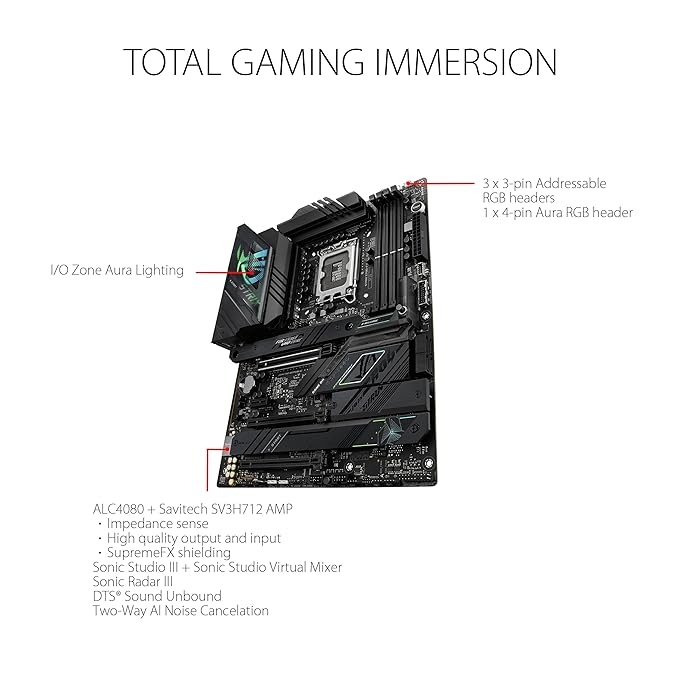 TOTAL GAMING IMMERSION
3 x 3-pin Addressable
RGB headers
1 x 4-pin Aura RGB header
I/O Zone Aura Lighting
ALC4080 + Savitech SV3H712 AMP
· Impedance sense
· High quality output and input
· SupremeFX shielding
Sonic Studio III + Sonic Studio Virtual Mixer
Sonic Radar III
DTS® Sound Unbound
Two-Way AI Noise Cancelation